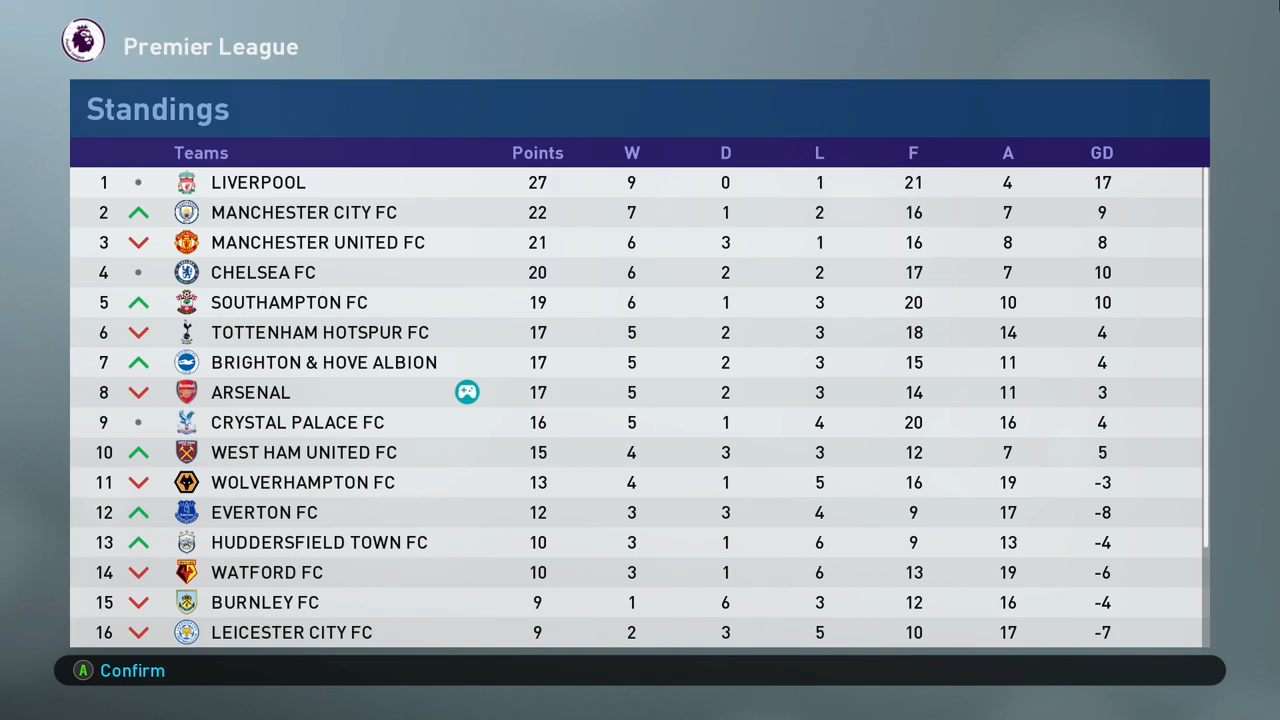 Premier League
Standings
Teams Points W D L F A GD
1 LIVERPOOL 27 9 0 1 21 4 17
2 MANCHESTER CITY FC 22 7 1 2 16 7 9
3 MANCHESTER UNITED FC 21 6 3 1 16 8 8
4 CHELSEA FC 20 6 2 2 17 7 10
5 SOUTHAMPTON FC 19 6 1 3 20 10 10
6 TOTTENHAM HOTSPUR FC 17 5 2 3 18 14 4
7 BRIGHTON & HOVE ALBION 17 5 2 3 15 11 4
8 ARSENAL 17 5 2 3 14 11 3
9 CRYSTAL PALACE FC 16 5 1 4 20 16 4
10 WEST HAM UNITED FC 15 4 3 3 12 7 5
11 WOLVERHAMPTON FC 13 4 1 5 16 19 -3
12 EVERTON FC 12 3 3 4 9 17 -8
13 HUDDERSFIELD TOWN FC 10 3 1 6 9 13 -4
14 WATFORD FC 10 3 1 6 13 19 -6
15 BURNLEY FC 9 1 6 3 12 16 -4
16 LEICESTER CITY FC 9 2 3 5 10 17 -7
A Confirm